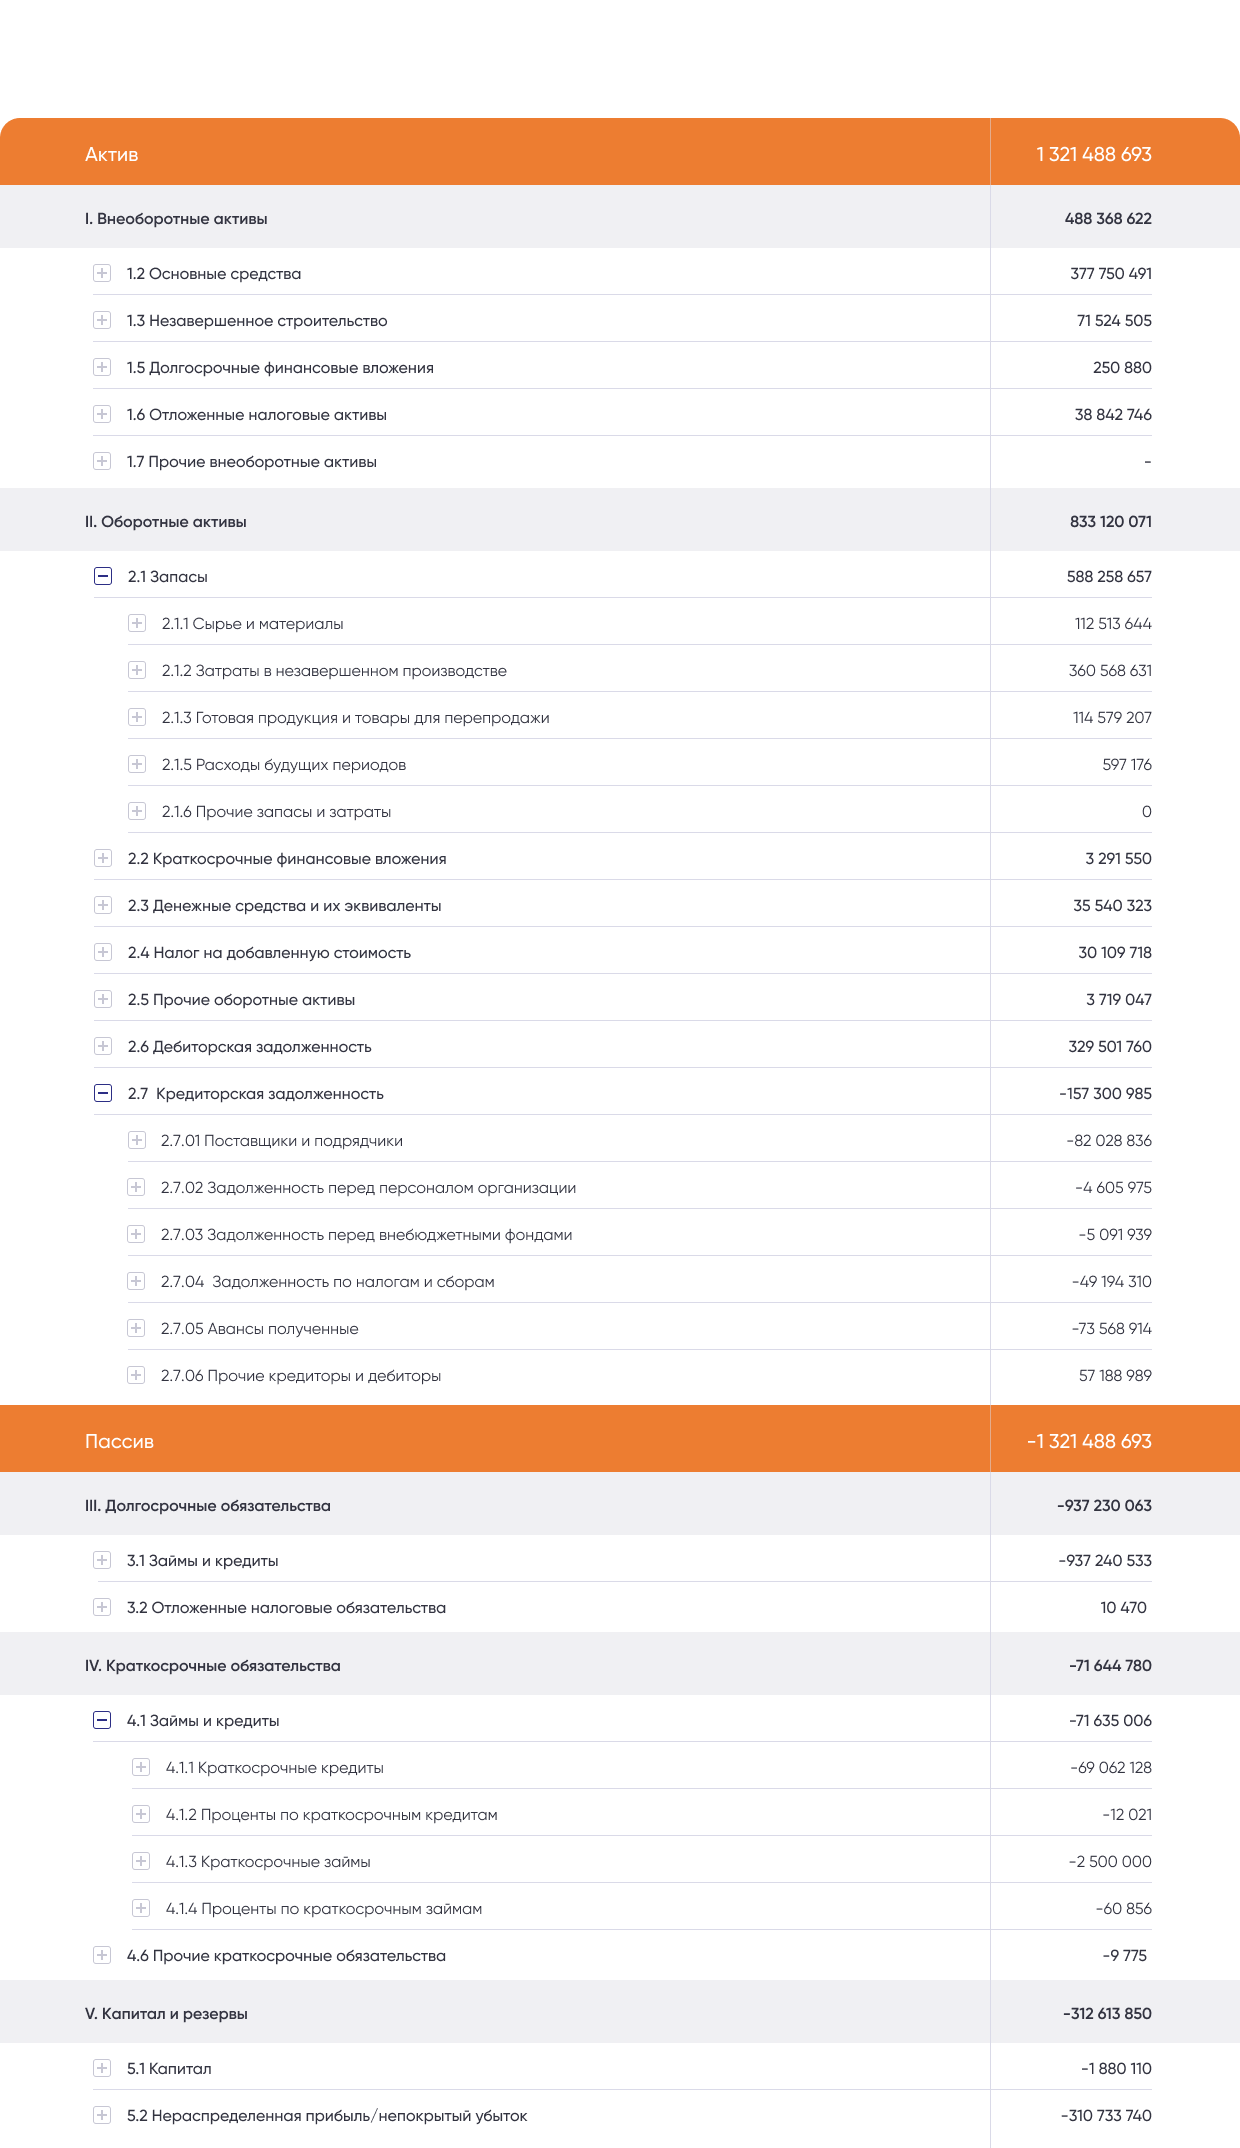 Актив 1 321 488 693
I. Внеоборотные активы 488 368 622
1.2 Основные средства 377 750 491
1.3 Незавершенное строительство 71 524 505
1.5 Долгосрочные финансовые вложения 250 880
1.6 Отложенные налоговые активы 38 842 746
1.7 Прочие внеоборотные активы -
II. Оборотные активы 833 120 071
2.1 Запасы 588 258 657
2.1.1 Сырье и материалы 112 513 644
2.1.2 Затраты в незавершенном производстве 360 568 631
2.1.3 Готовая продукция и товары для перепродажи 114 579 207
2.1.5 Расходы будущих периодов 597 176
2.1.6 Прочие запасы и затраты 0
2.2 Краткосрочные финансовые вложения 3 291 550
2.3 Денежные средства и их эквиваленты 35 540 323
2.4 Налог на добавленную стоимость 30 109 718
2.5 Прочие оборотные активы 3 719 047
2.6 Дебиторская задолженность 329 501 760
2.7 Кредиторская задолженность -157 300 985
2.7.01 Поставщики и подрядчики -82 028 836
2.7.02 Задолженность перед персоналом организации -4 605 975
2.7.03 Задолженность перед внебюджетными фондами -5 091 939
2.7.04 Задолженность по налогам и сборам -49 194 310
2.7.05 Авансы полученные -73 568 914
2.7.06 Прочие кредиторы и дебиторы 57 188 989
Пассив -1 321 488 693
III. Долгосрочные обязательства -937 230 063
3.1 Займы и кредиты -937 240 533
3.2 Отложенные налоговые обязательства 10 470
IV. Краткосрочные обязательства -71 644 780
4.1 Займы и кредиты -71 635 006
4.1.1 Краткосрочные кредиты -69 062 128
4.1.2 Проценты по краткосрочным кредитам -12 021
4.1.3 Краткосрочные займы -2 500 000
4.1.4 Проценты по краткосрочным займам -60 856
4.6 Прочие краткосрочные обязательства -9 775
V. Капитал и резервы -312 613 850
5.1 Капитал -1 880 110
5.2 Нераспределенная прибыль/непокрытый убыток -310 733 740